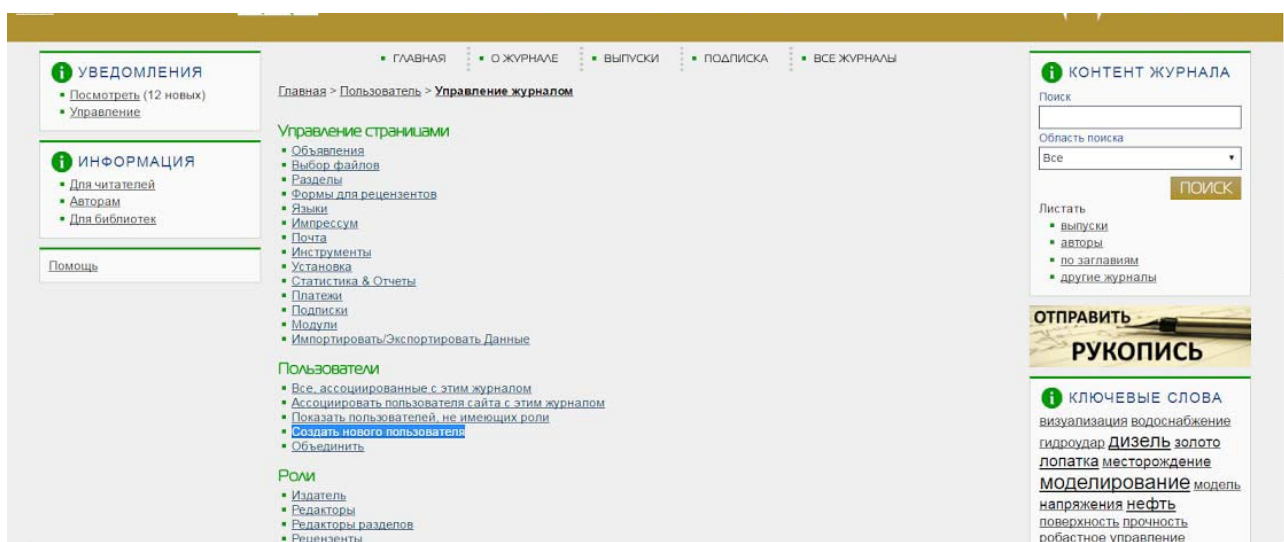 ГЛАВНАЯ
О ЖУРНАЛЕ
ВЫПУСКИ
ПОДПИСКА
ВСЕ ЖУРНАЛЫ
УВЕДОМЛЕНИЯ
Посмотреть (12 новых)
Управление
ИНФОРМАЦИЯ
Для читателей
Авторам
Для библиотек
Помощь
Главная > Пользователь > Управление журналом
Управление страницами
Объявления
Выбор файлов
Разделы
Формы для рецензентов
Языки
Импрессум
Почта
Инструменты
Установка
Статистика & Отчеты
Платежи
Подписки
Модули
Импортировать/Экспортировать Данные
Пользователи
Все, ассоциированные с этим журналом
Ассоциировать пользователя сайта с этим журналом
Показать пользователей, не имеющих роли
Создать нового пользователя
Объединить
Роли
Издатель
Редакторы
Редакторы разделов
Рецензенты
КОНТЕНТ ЖУРНАЛА
Поиск
Область поиска
Все
ПОИСК
Листать
выпуски
авторы
по заглавиям
другие журналы
ОТПРАВИТЬ
РУКОПИСЬ
КЛЮЧЕВЫЕ СЛОВА
визуализация водоснабжение
гидроудар дизель золото
лопатка месторождение
моделирование модель
напряжения нефть
поверхность прочность
робастное управление